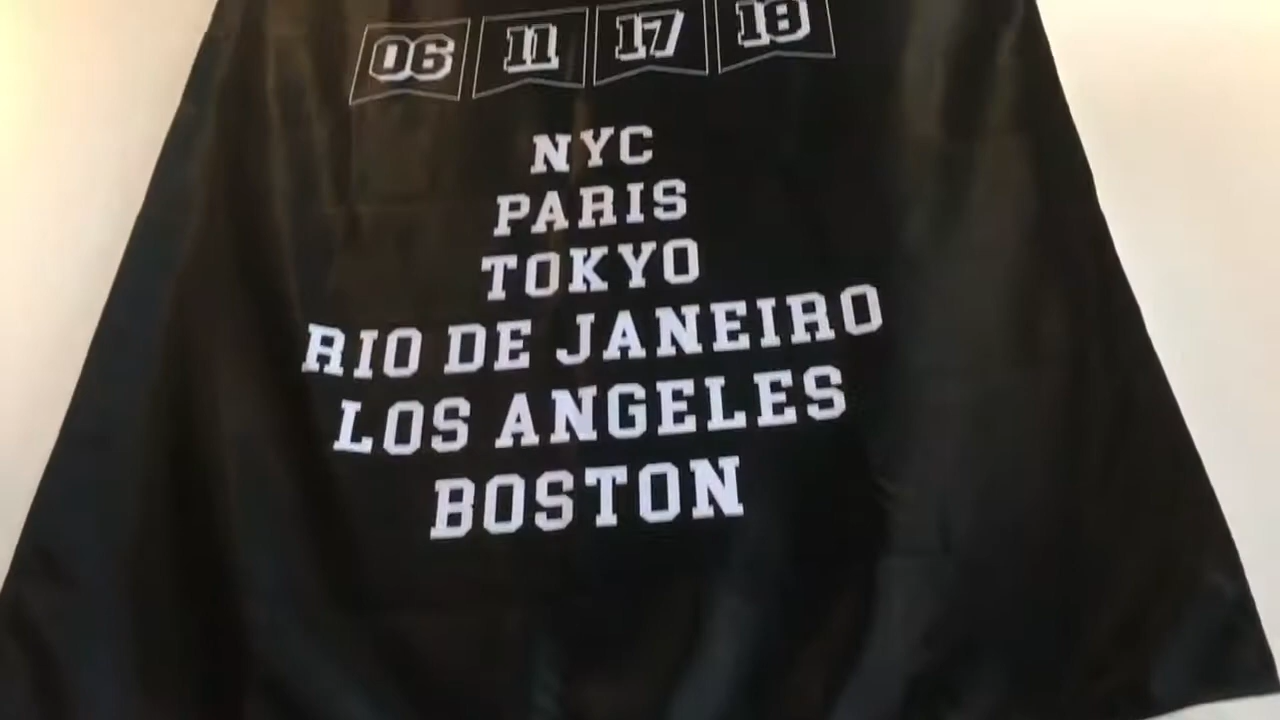 06 11 17 18
NYC
PARIS
TOKYO
RIO DE JANEIRO
LOS ANGELES
BOSTON